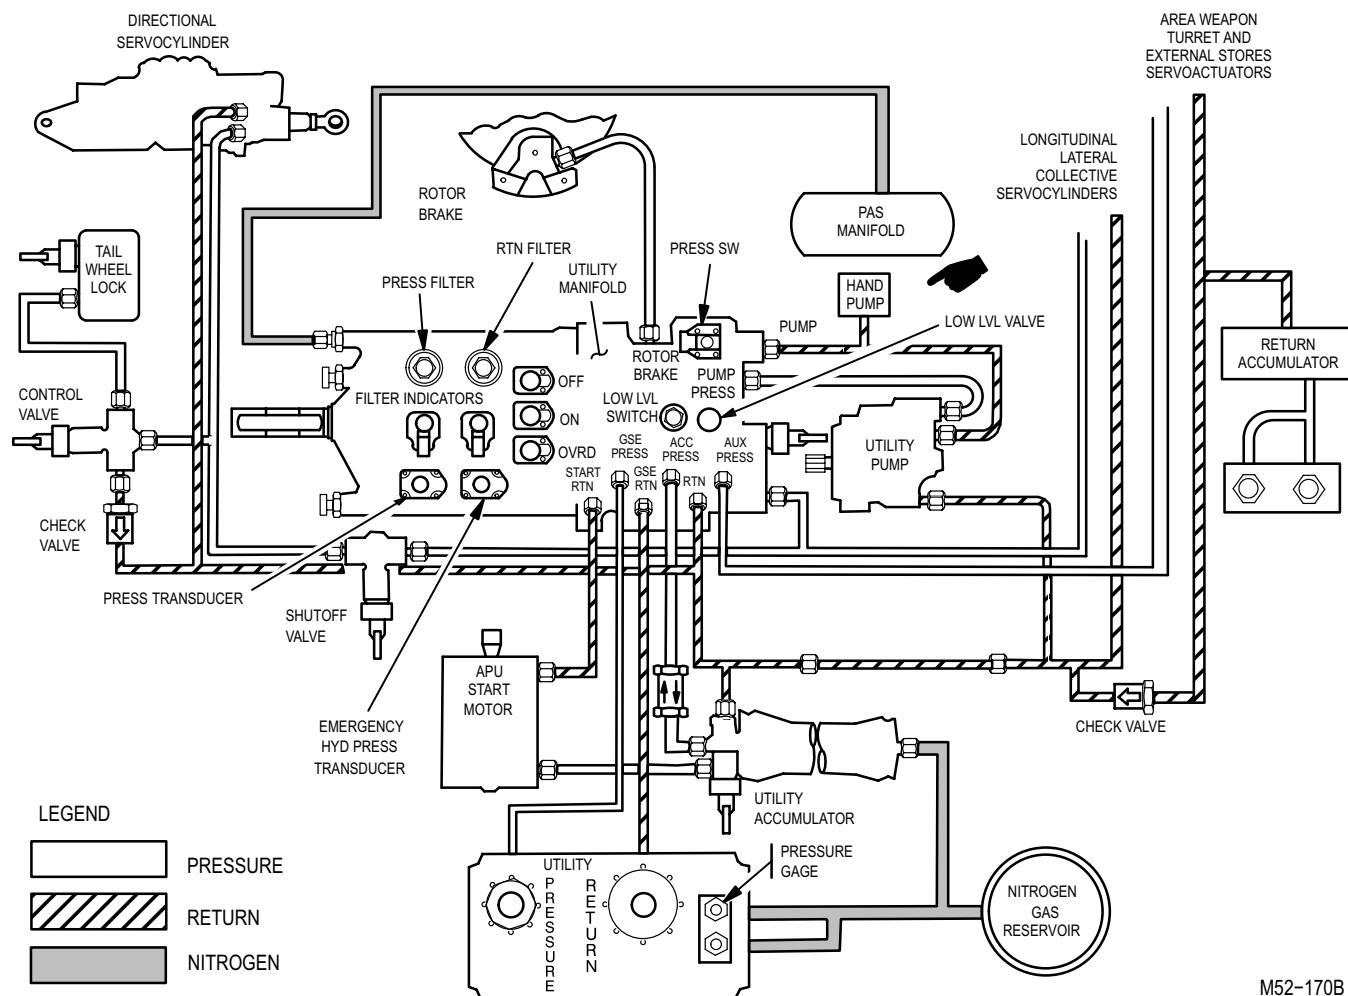 DIRECTIONAL
SERVOCYLINDER
AREA WEAPON
TURRET AND
EXTERNAL STORES
SERVOACTUATORS
LONGITUDINAL
LATERAL
COLLECTIVE
SERVOCYLINDERS
ROTOR
BRAKE
PAS
MANIFOLD
TAIL
WHEEL
LOCK
RTN FILTER
PRESS SW
UTILITY
MANIFOLD
PRESS FILTER
HAND
PUMP
PUMP
LOW LVL VALVE
RETURN
ACCUMULATOR
ROTOR
BRAKE
PUMP
PRESS
OFF
CONTROL
VALVE
FILTER INDICATORS
LOW LVL
SWITCH
ON
GSE
PRESS
ACC
PRESS
AUX
PRESS
UTILITY
PUMP
OVRD
START
RTN
GSE
RTN
RTN
CHECK
VALVE
PRESS TRANSDUCER
SHUTOFF
VALVE
APU
START
MOTOR
EMERGENCY
HYD PRESS
TRANSDUCER
CHECK VALVE
UTILITY
ACCUMULATOR
LEGEND
PRESSURE
RETURN
NITROGEN
UTILITY
PRESSURE
RETURN
PRESSURE
GAGE
NITROGEN
GAS
RESERVOIR
M52-170B